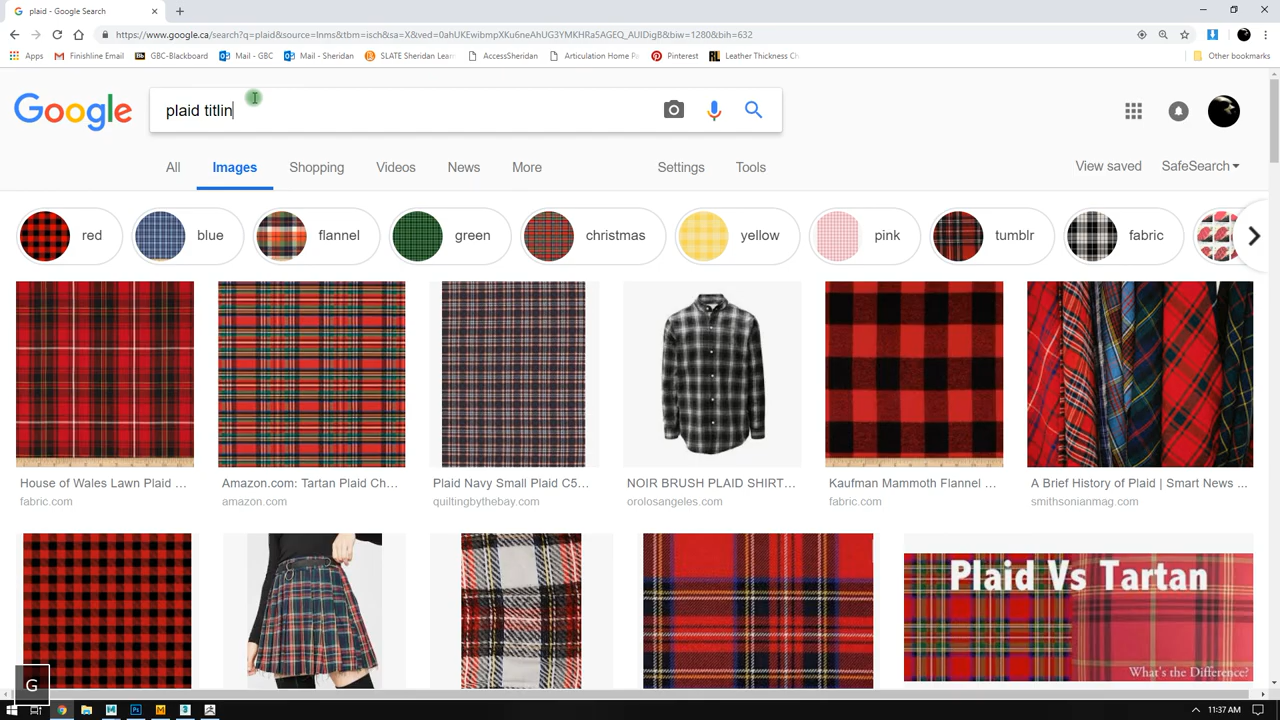 plaid - Google Search
https://www.google.ca/search?q=plaid&source=lnms&tbm=isch&sa=X&ved=0ahUKEwibmpXKu6neAhUG3YMKHRa5AGEQ_AUIDigB&biw=1280&bih=632
Apps Finishline Email GBC-Blackboard Mail - GBC Mail - Sheridan SLATE Sheridan Lear AccessSheridan Articulation Home Pa Pinterest Leather Thickness Ch Other bookmarks
Google plaid titlin
All Images Shopping Videos News More Settings Tools View saved SafeSearch
red blue flannel green christmas yellow pink tumblr fabric
House of Wales Lawn Plaid ... Amazon.com: Tartan Plaid Ch... Plaid Navy Small Plaid C5... NOIR BRUSH PLAID SHIRT... Kaufman Mammoth Flannel ... A Brief History of Plaid | Smart News ...
fabric.com amazon.com quiltingbythebay.com orolosangeles.com fabric.com smithsonianmag.com
Plaid Vs Tartan
What's the Difference?
G
11:37 AM